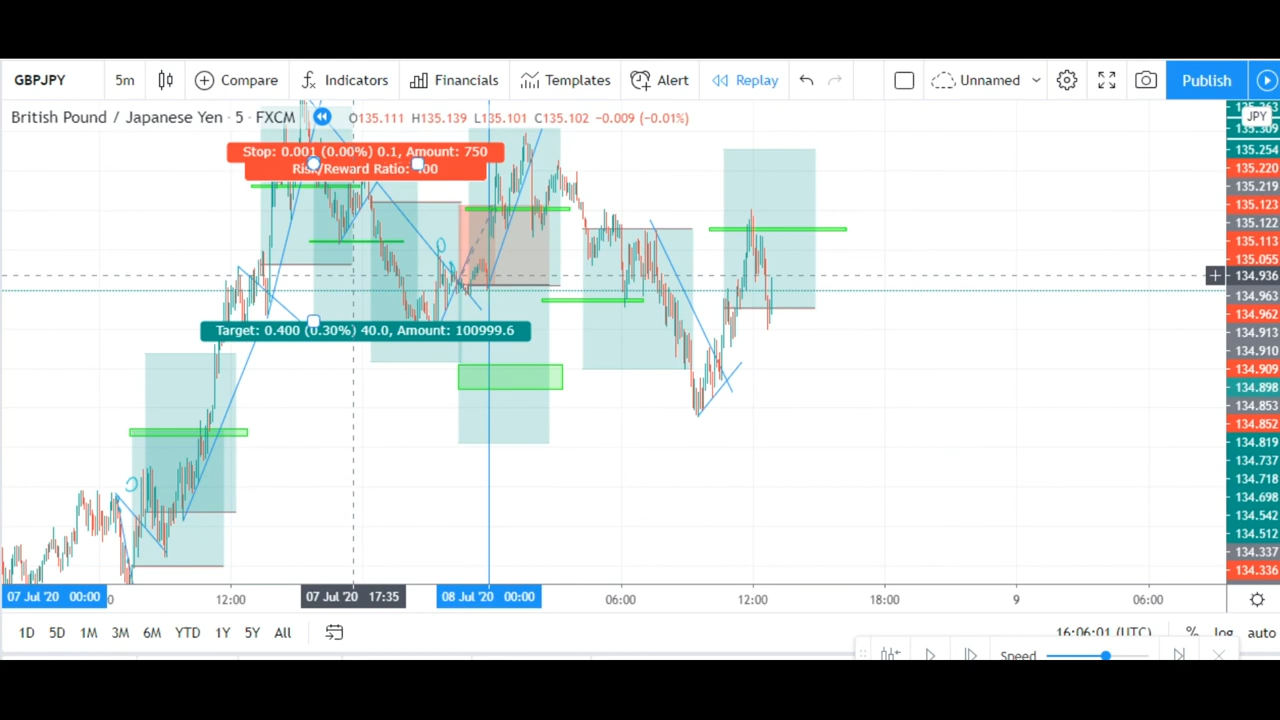 GBPJPY 5m Compare Indicators Financials Templates Alert Replay Unnamed Publish
British Pound / Japanese Yen · 5 · FXCM O135.111 H135.139 L135.101 C135.102 −0.009 (−0.01%)
JPY
Stop: 0.001 (0.00%) 0.1, Amount: 750
Risk/Reward Ratio: 400
Target: 0.400 (0.30%) 40.0, Amount: 100999.6
135.309
135.254
135.220
135.219
135.123
135.122
135.113
135.055
134.936
134.963
134.962
134.913
134.910
134.909
134.898
134.853
134.852
134.819
134.737
134.718
134.698
134.542
134.512
134.337
134.336
07 Jul '20 00:00 12:00 07 Jul '20 17:35 08 Jul '20 00:00 06:00 12:00 18:00 9 06:00
1D 5D 1M 3M 6M YTD 1Y 5Y All 16:06:01 (UTC) % log auto
Speed